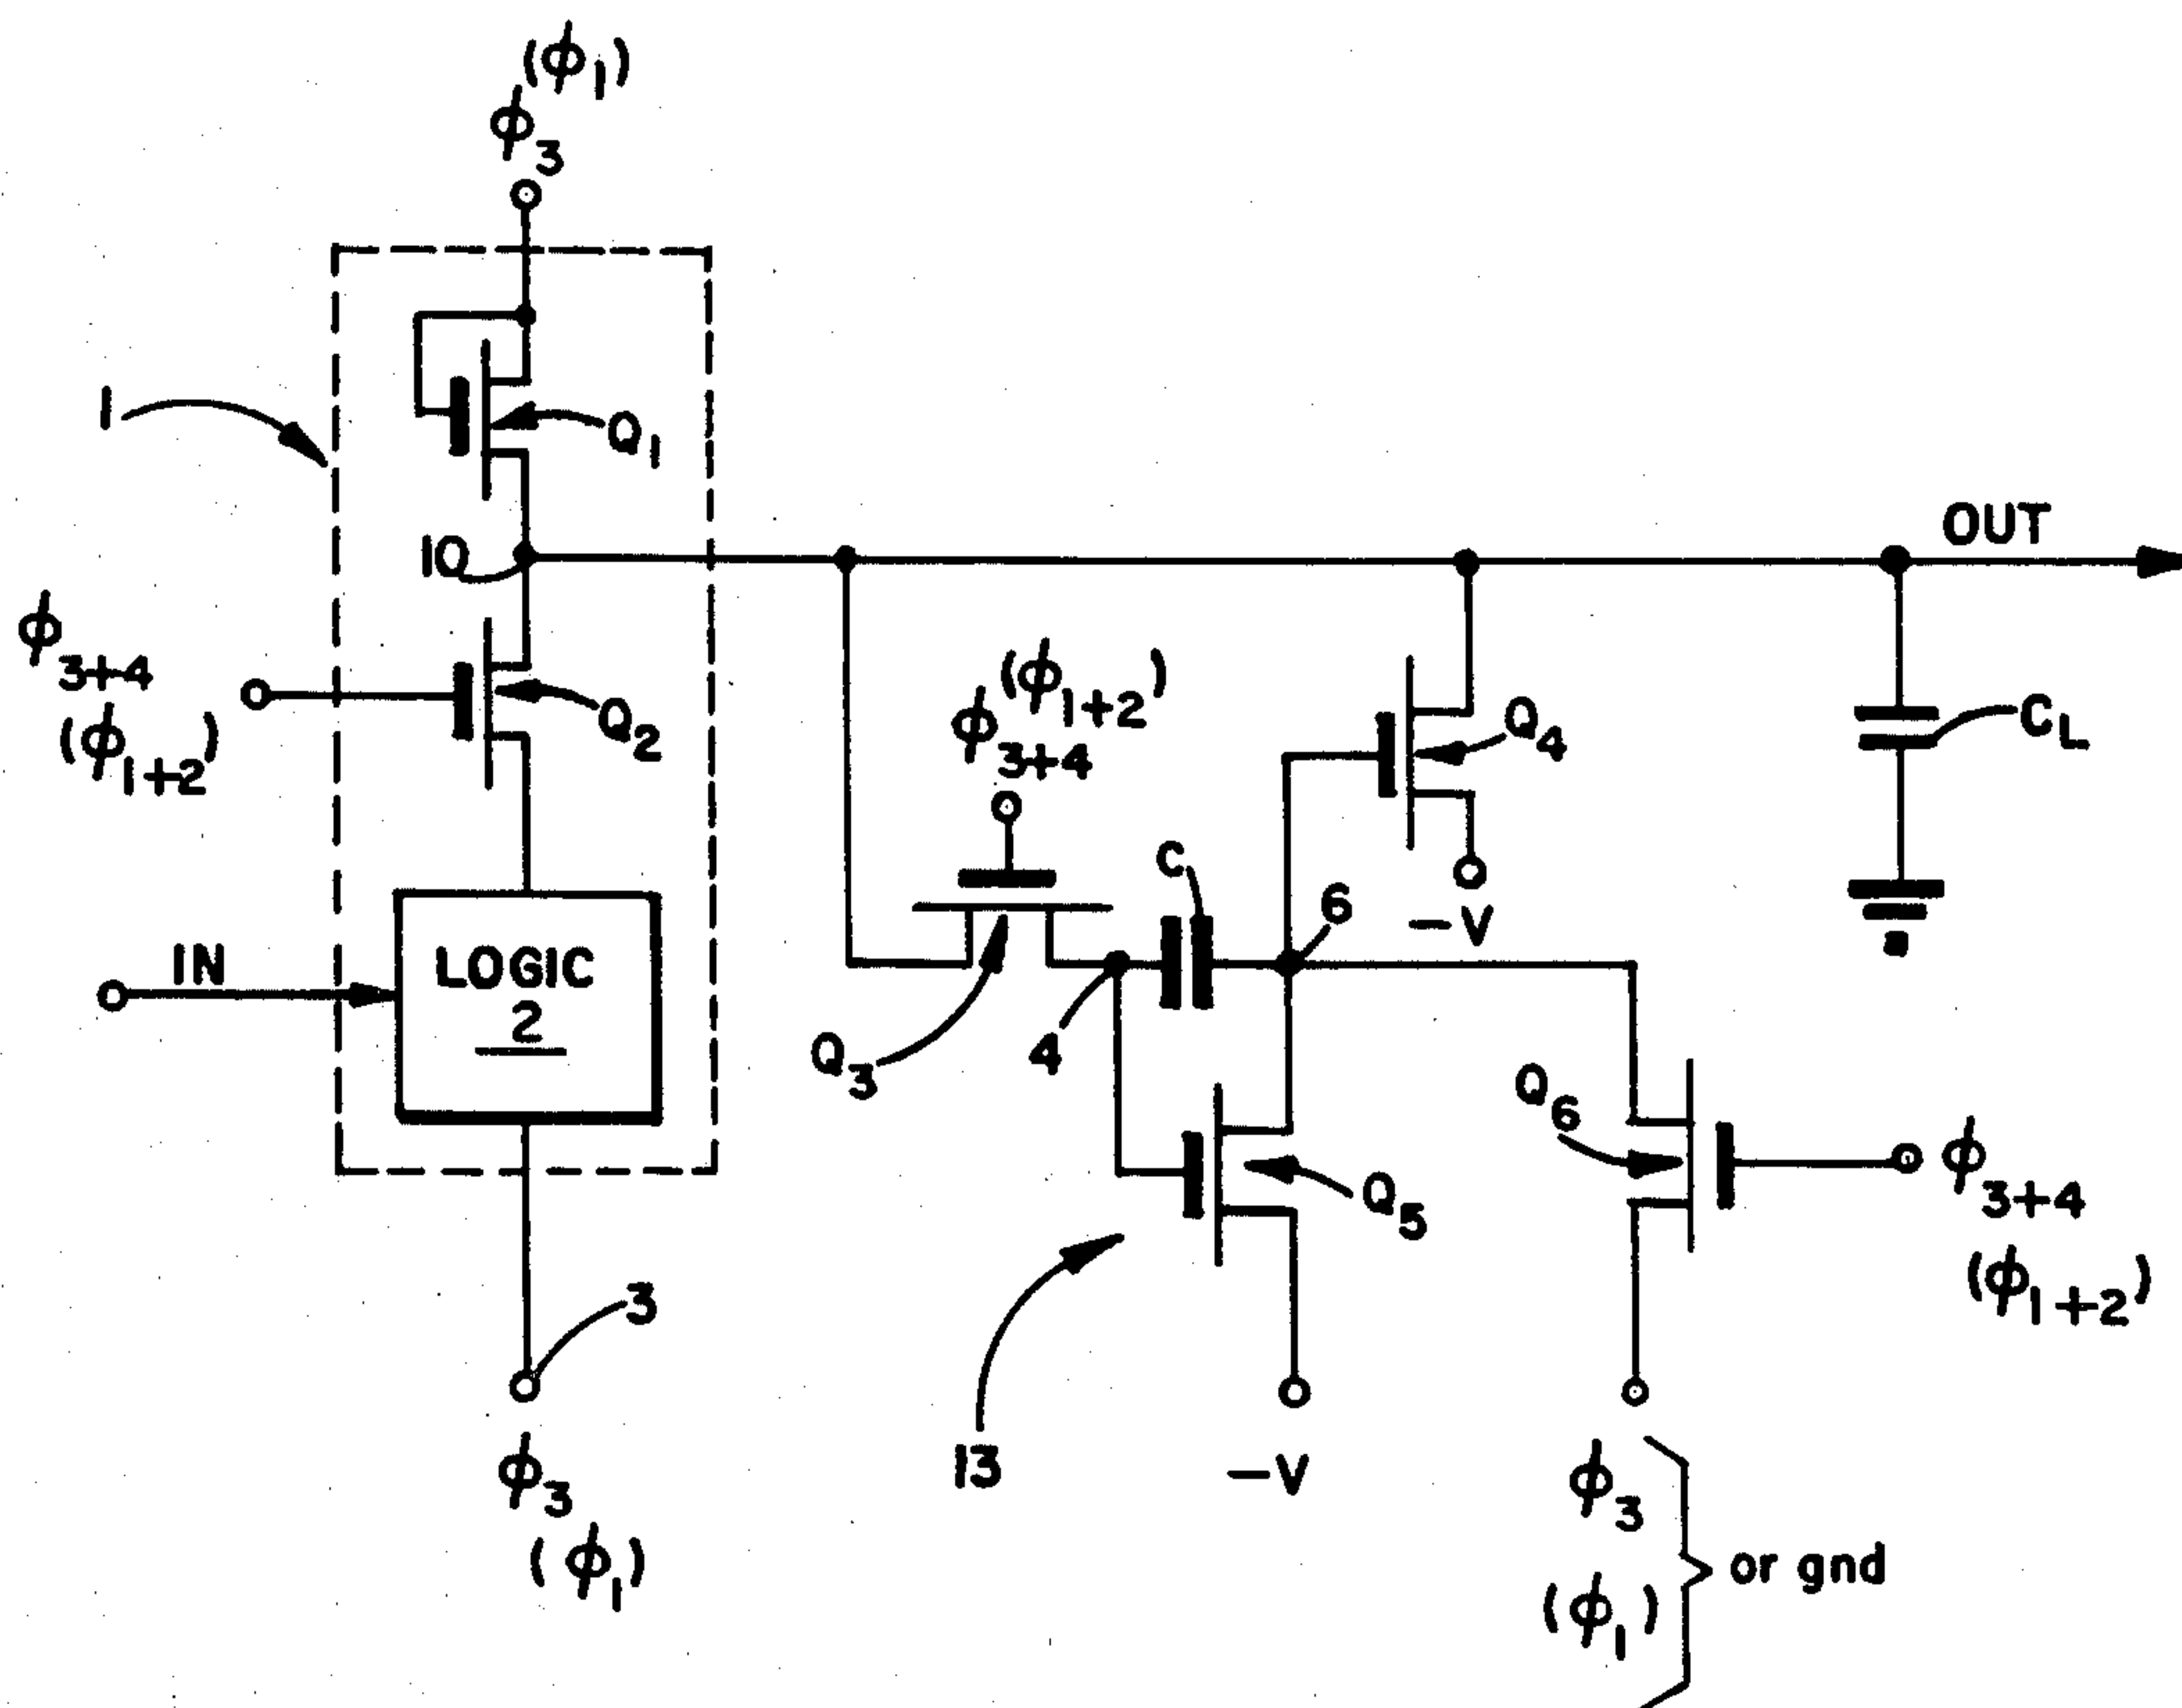 (ϕ₁)
ϕ₃
1
Q₁
10
OUT
ϕ₃₊₄
(ϕ₁₊₂)
Q₂
(ϕ₁₊₂)
ϕ₃₊₄
Q₄
C_L
C
6
-V
IN
LOGIC
2
Q₃
4
Q₆
Q₅
ϕ₃₊₄
(ϕ₁₊₂)
3
13
-V
ϕ₃
(ϕ₁)
ϕ₃
(ϕ₁)
or gnd